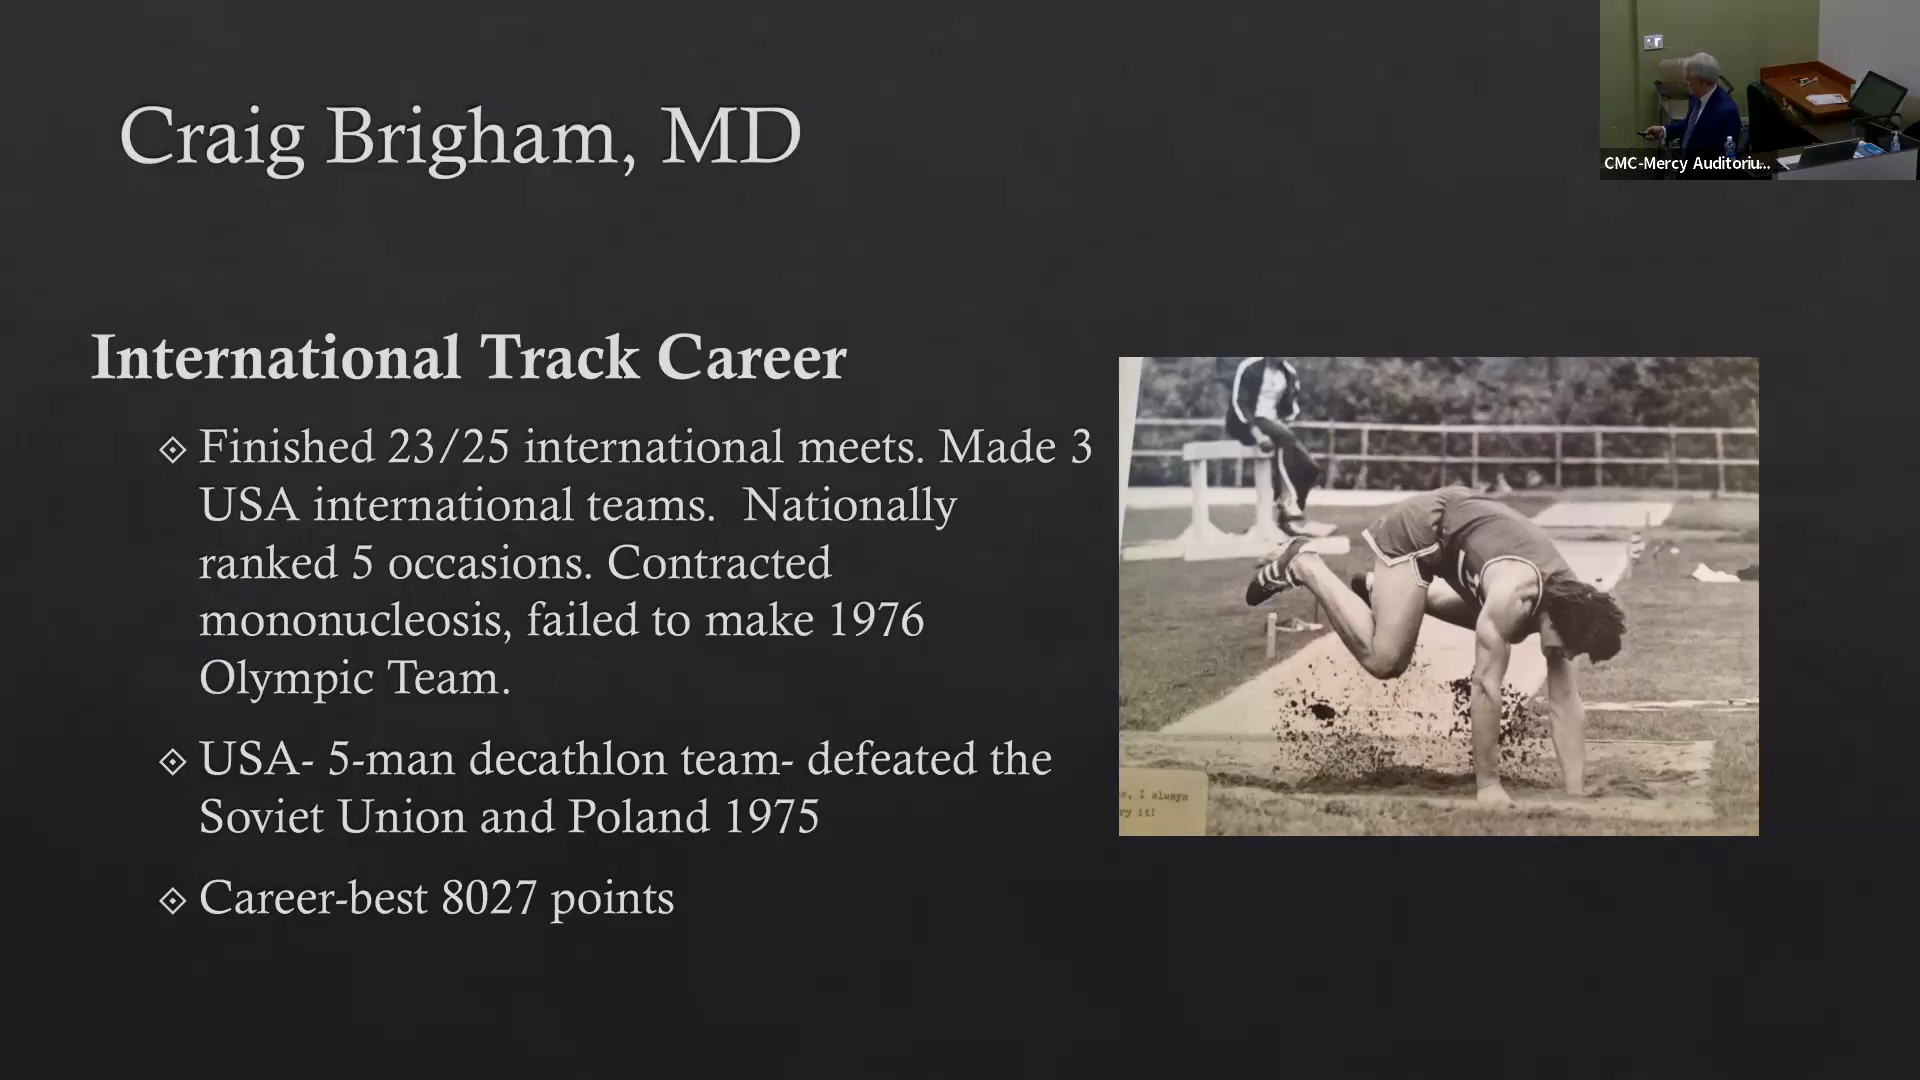 Craig Brigham, MD
CMC-Mercy Auditoriu...
International Track Career
Finished 23/25 international meets. Made 3
USA international teams.  Nationally
ranked 5 occasions. Contracted
mononucleosis, failed to make 1976
Olympic Team.
USA- 5-man decathlon team- defeated the
Soviet Union and Poland 1975
Career-best 8027 points
I always
it!